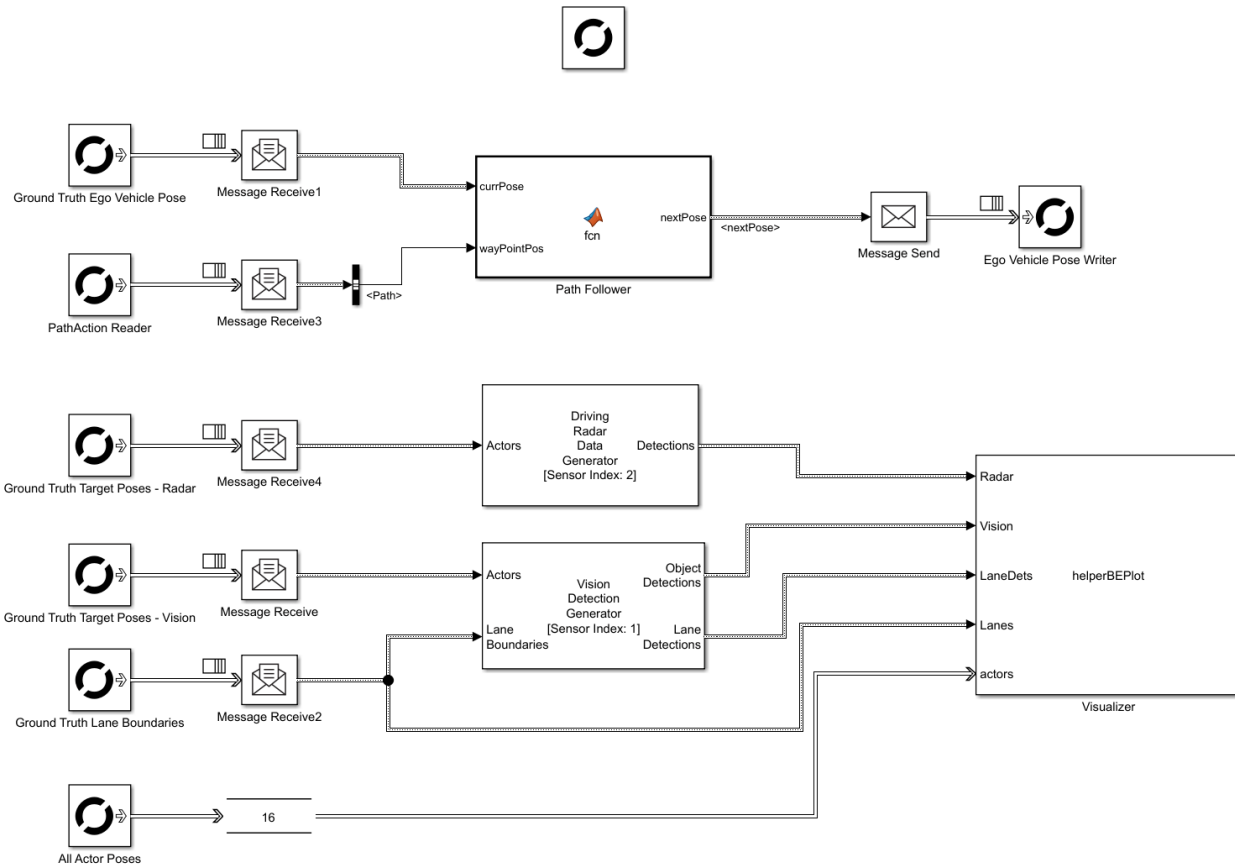 Ground Truth Ego Vehicle Pose
Message Receive1
currPose
wayPointPos
fcn
nextPose
Path Follower
<nextPose>
Message Send
Ego Vehicle Pose Writer
PathAction Reader
Message Receive3
<Path>
Ground Truth Target Poses - Radar
Message Receive4
Actors
Driving
Radar
Data
Generator
[Sensor Index: 2]
Detections
Ground Truth Target Poses - Vision
Message Receive
Actors
Lane
Boundaries
Vision
Detection
Generator
[Sensor Index: 1]
Object
Detections
Lane
Detections
Ground Truth Lane Boundaries
Message Receive2
Radar
Vision
LaneDets
Lanes
actors
helperBEPlot
Visualizer
All Actor Poses
16